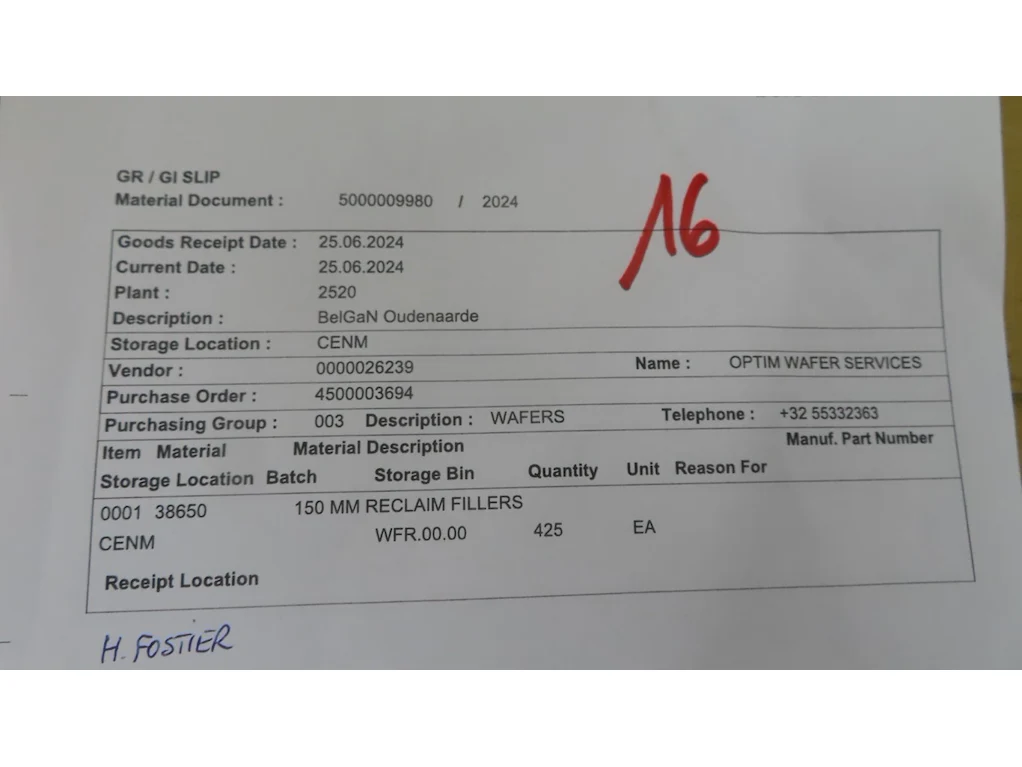 GR / GI SLIP
Material Document : 5000009980 / 2024
16
Goods Receipt Date : 25.06.2024
Current Date : 25.06.2024
Plant : 2520
Description : BelGaN Oudenaarde
Storage Location : CENM
Vendor : 0000026239 Name : OPTIM WAFER SERVICES
Purchase Order : 4500003694
Purchasing Group : 003 Description : WAFERS Telephone : +32 55332363
Item Material Material Description Manuf. Part Number
Storage Location Batch Storage Bin Quantity Unit Reason For
0001 38650 150 MM RECLAIM FILLERS
CENM WFR.00.00 425 EA
Receipt Location
H. FOSTIER